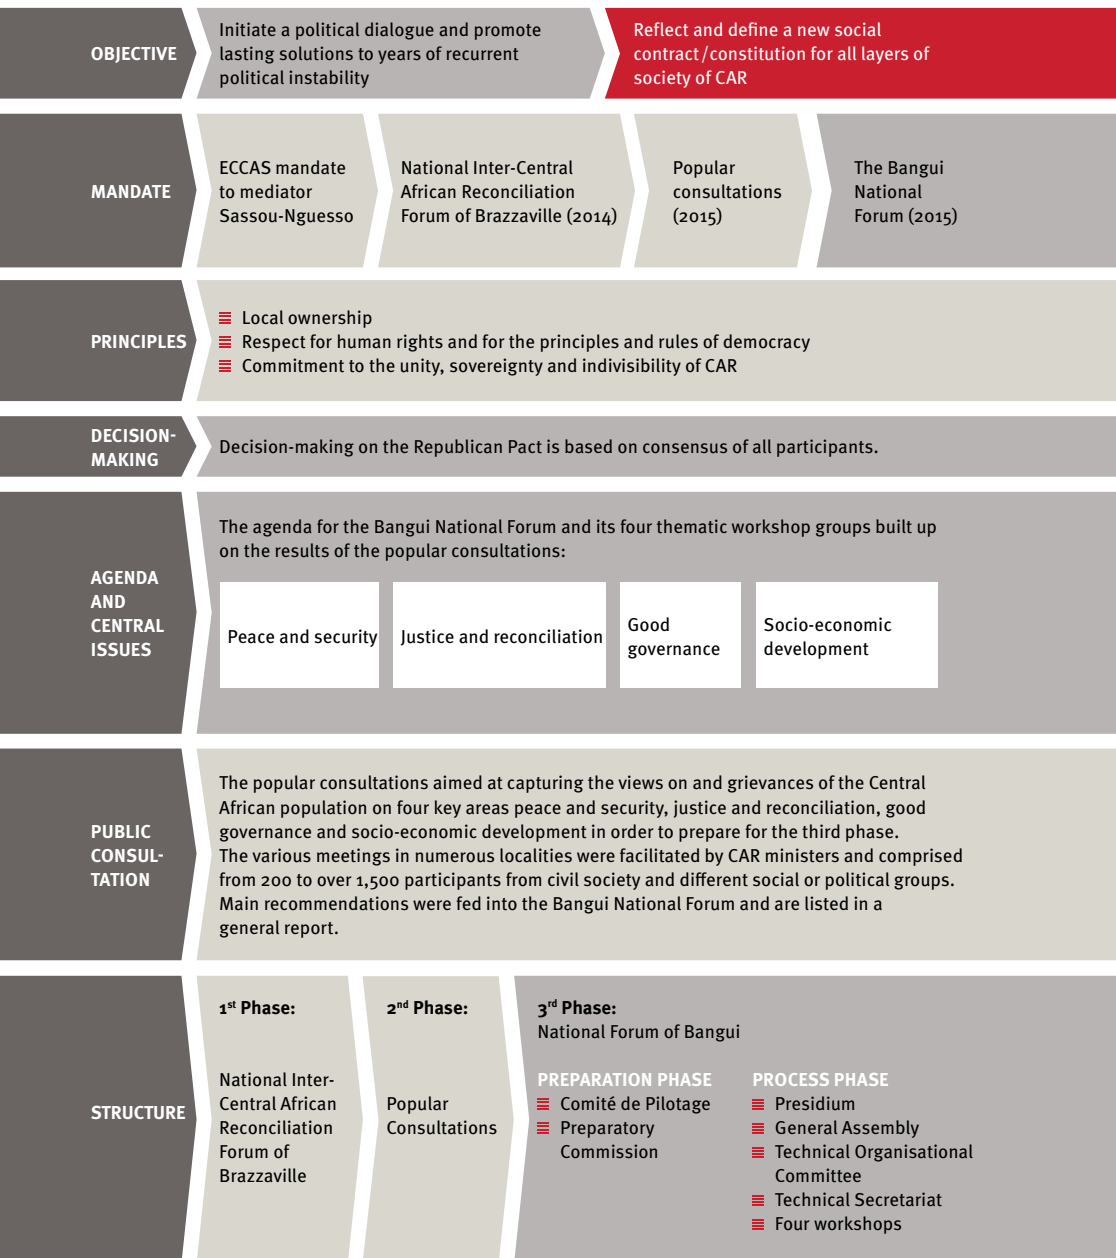 OBJECTIVE
Initiate a political dialogue and promote
lasting solutions to years of recurrent
political instability
Reflect and define a new social
contract/constitution for all layers of
society of CAR
MANDATE
ECCAS mandate
to mediator
Sassou-Nguesso
National Inter-Central
African Reconciliation
Forum of Brazzaville (2014)
Popular
consultations
(2015)
The Bangui
National
Forum (2015)
PRINCIPLES
Local ownership
Respect for human rights and for the principles and rules of democracy
Commitment to the unity, sovereignty and indivisibility of CAR
DECISION-
MAKING
Decision-making on the Republican Pact is based on consensus of all participants.
AGENDA
AND
CENTRAL
ISSUES
The agenda for the Bangui National Forum and its four thematic workshop groups built up
on the results of the popular consultations:
Peace and security
Justice and reconciliation
Good
governance
Socio-economic
development
PUBLIC
CONSUL-
TATION
The popular consultations aimed at capturing the views on and grievances of the Central
African population on four key areas peace and security, justice and reconciliation, good
governance and socio-economic development in order to prepare for the third phase.
The various meetings in numerous localities were facilitated by CAR ministers and comprised
from 200 to over 1,500 participants from civil society and different social or political groups.
Main recommendations were fed into the Bangui National Forum and are listed in a
general report.
STRUCTURE
1st Phase:
National Inter-
Central African
Reconciliation
Forum of
Brazzaville
2nd Phase:
Popular
Consultations
3rd Phase:
National Forum of Bangui
PREPARATION PHASE
Comité de Pilotage
Preparatory
Commission
PROCESS PHASE
Presidium
General Assembly
Technical Organisational
Committee
Technical Secretariat
Four workshops